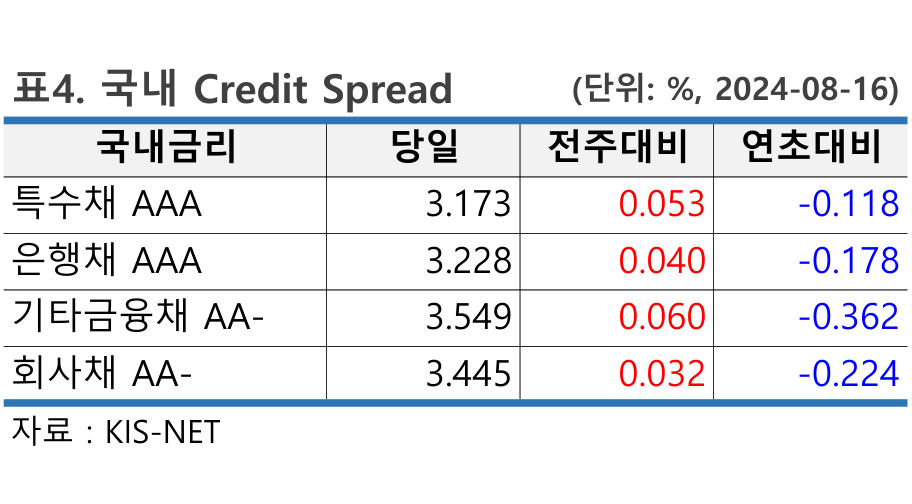 표4. 국내 Credit Spread (단위: %, 2024-08-16)
국내금리 당일 전주대비 연초대비
특수채 AAA 3.173 0.053 -0.118
은행채 AAA 3.228 0.040 -0.178
기타금융채 AA- 3.549 0.060 -0.362
회사채 AA- 3.445 0.032 -0.224
자료 : KIS-NET